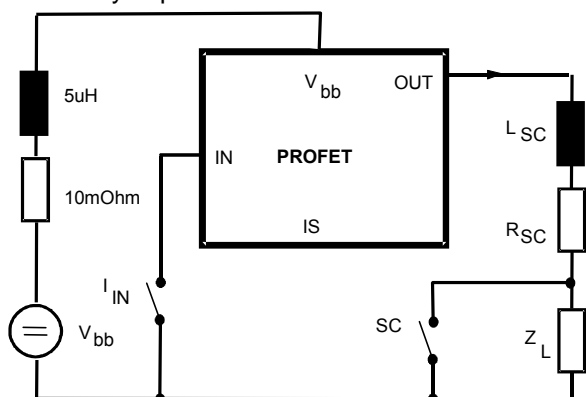 V bb
OUT
5uH
L SC
IN
PROFET
10mOhm
R SC
IS
I IN
SC
V bb
Z L